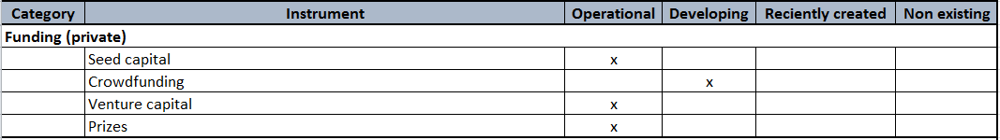 Category Instrument Operational Developing Reciently created Non existing
Funding (private)
Seed capital x
Crowdfunding x
Venture capital x
Prizes x